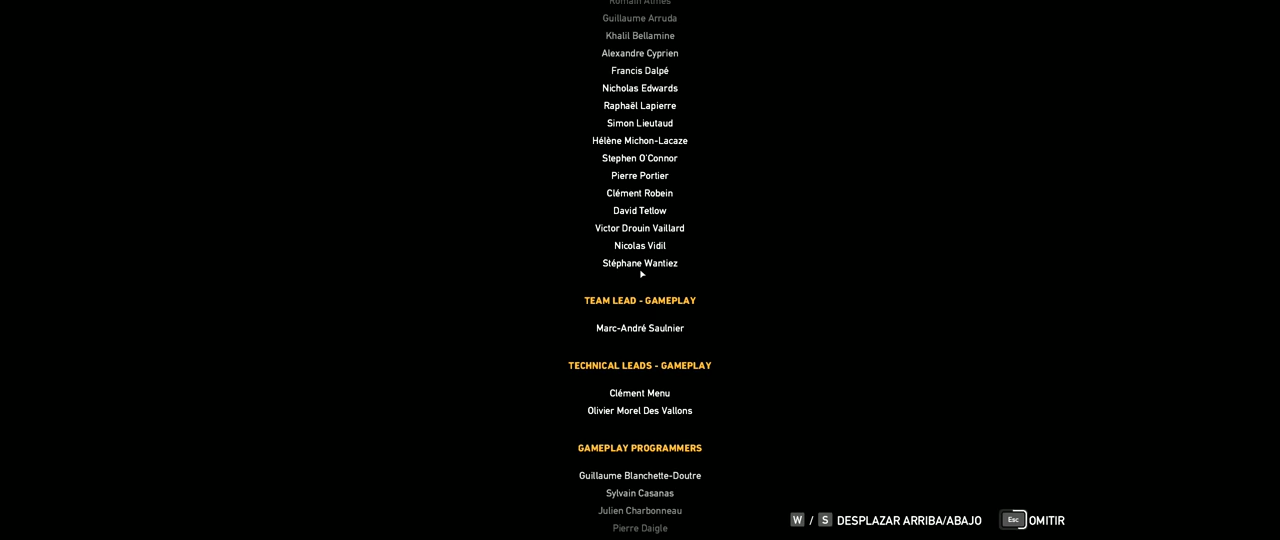 Romain Aimes
Guillaume Arruda
Khalil Bellamine
Alexandre Cyprien
Francis Dalpé
Nicholas Edwards
Raphaël Lapierre
Simon Lieutaud
Hélène Michon-Lacaze
Stephen O'Connor
Pierre Portier
Clément Robein
David Tetlow
Victor Drouin Vaillard
Nicolas Vidil
Stéphane Wantiez
TEAM LEAD - GAMEPLAY
Marc-André Saulnier
TECHNICAL LEADS - GAMEPLAY
Clément Menu
Olivier Morel Des Vallons
GAMEPLAY PROGRAMMERS
Guillaume Blanchette-Doutre
Sylvain Casanas
Julien Charbonneau
Pierre Daigle
W / S DESPLAZAR ARRIBA/ABAJO Esc OMITIR